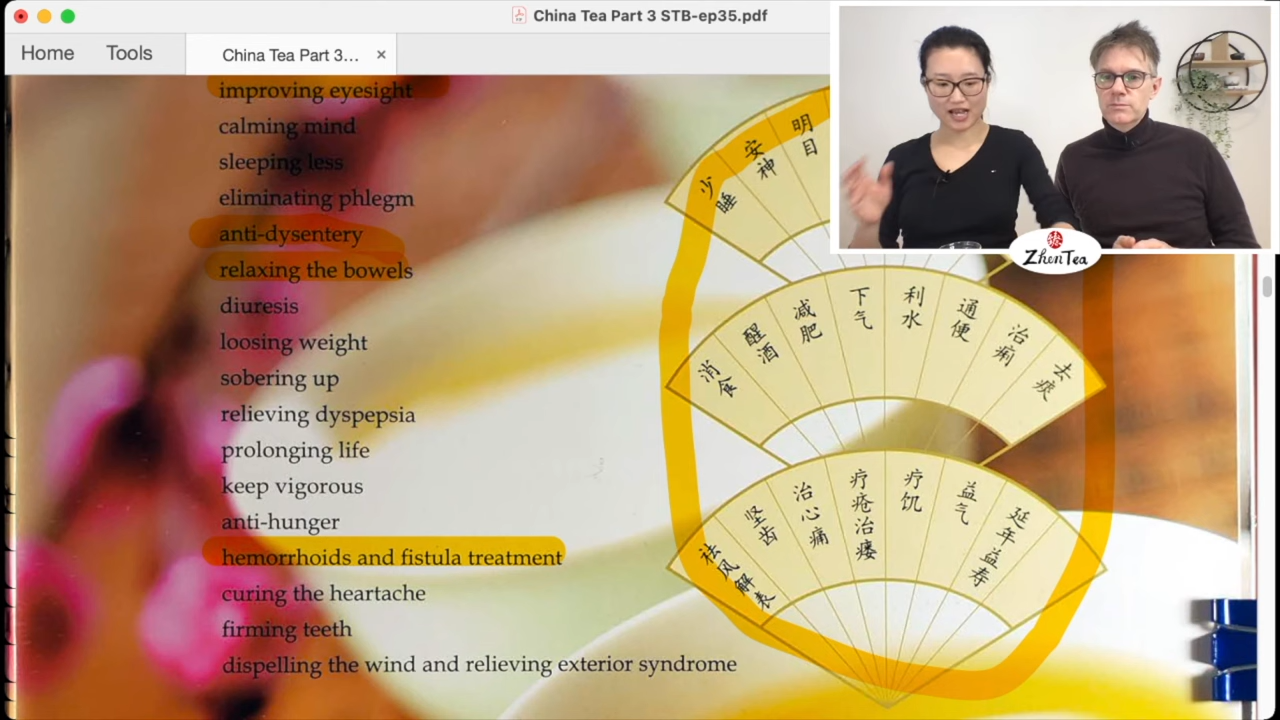 China Tea Part 3 STB-ep35.pdf
Home
Tools
China Tea Part 3...
×
improving eyesight
calming mind
sleeping less
eliminating phlegm
anti-dysentery
relaxing the bowels
diuresis
loosing weight
sobering up
relieving dyspepsia
prolonging life
keep vigorous
anti-hunger
hemorrhoids and fistula treatment
curing the heartache
firming teeth
dispelling the wind and relieving exterior syndrome
少睡
安神
明目
消食
醒酒
减肥
下气
利水
通便
治痢
去痰
祛风解表
坚齿
治心痛
疗疮治瘘
疗饥
益气
延年益寿
ZhenTea